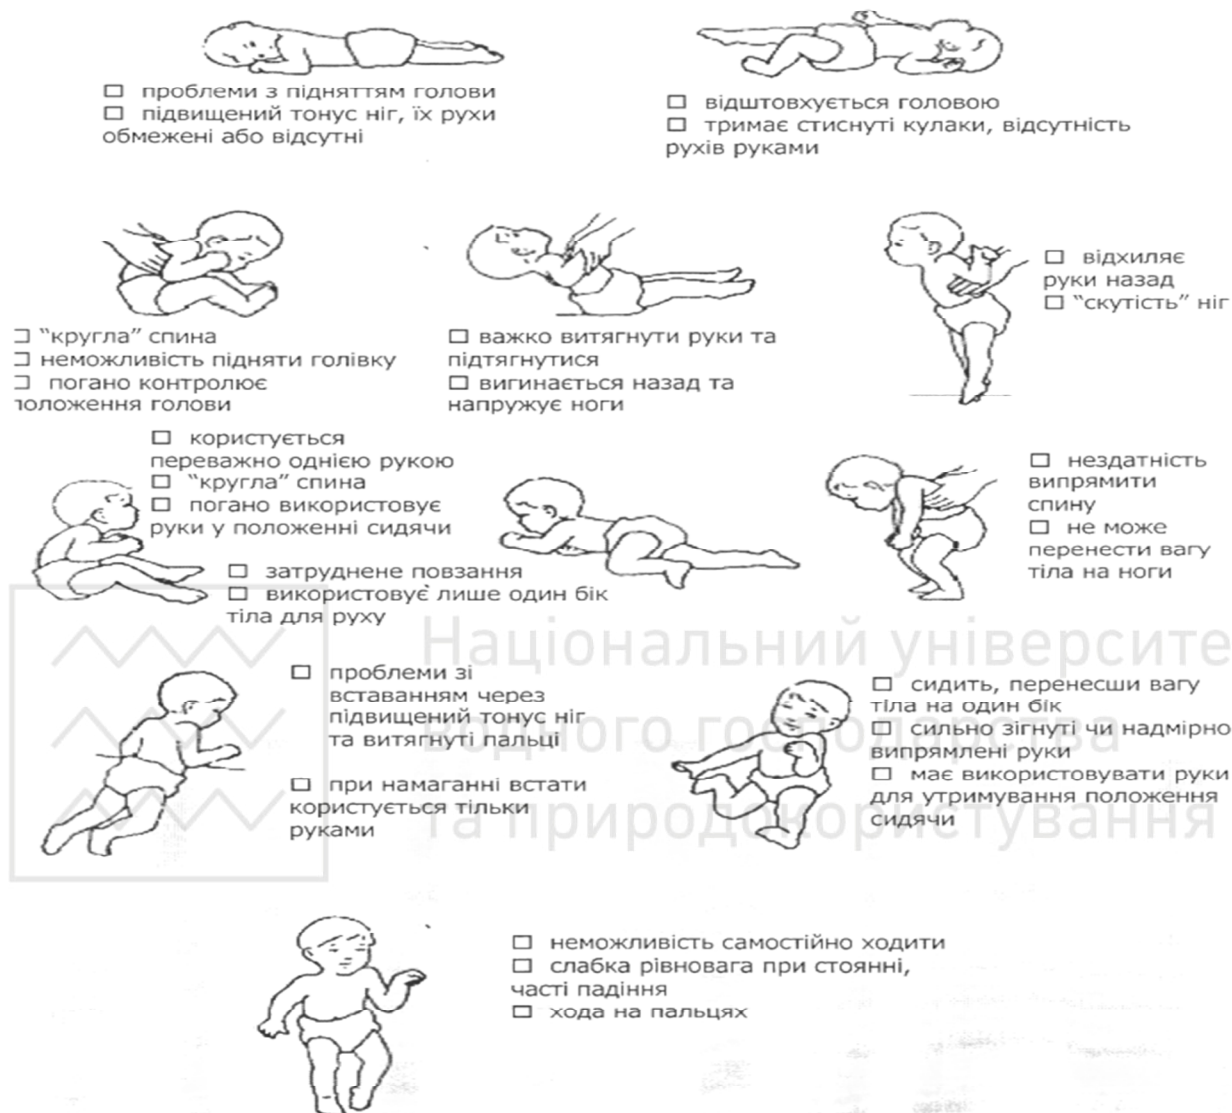 □ проблеми з підняттям голови
□ підвищений тонус ніг, їх рухи
обмежені або відсутні
□ відштовхується головою
□ тримає стиснуті кулаки, відсутність
рухів руками
□ “кругла” спина
□ неможливість підняти голівку
□ погано контролює
положення голови
□ важко витягнути руки та
підтягнутися
□ вигинається назад та
напружує ноги
□ відхиляє
руки назад
□ “скутість” ніг
□ користується
переважно однією рукою
□ “кругла” спина
□ погано використовує
руки у положенні сидячи
□ затруднене повзання
□ використовує лише один бік
тіла для руху
□ нездатність
випрямити
спину
□ не може
перенести вагу
тіла на ноги
□ проблеми зі
вставанням через
підвищений тонус ніг
та витягнуті пальці
□ при намаганні встати
користується тільки
руками
□ сидить, перенесши вагу
тіла на один бік
□ сильно зігнуті чи надмірно
випрямлені руки
□ має використовувати руки
для утримування положення
сидячи
□ неможливість самостійно ходити
□ слабка рівновага при стоянні,
часті падіння
□ хода на пальцях
Національний університе
водного господарства
та природокористування